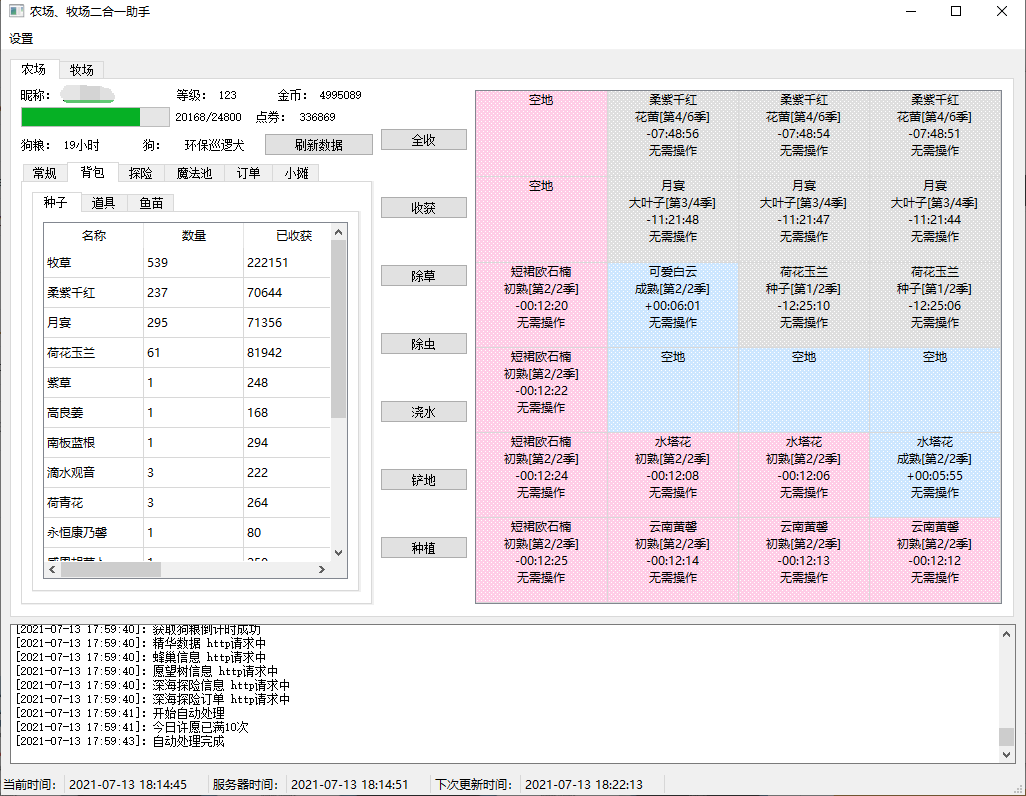 农场、牧场二合一助手
设置
农场 牧场
昵称: 等级: 123 金币: 4995089
20168/24800 点券: 336869
狗粮: 19小时 狗: 环保巡逻犬 刷新数据
常规 背包 探险 魔法池 订单 小摊
种子 道具 鱼苗
名称 数量 已收获
牧草 539 222151
柔紫千红 237 70644
月宴 295 71356
荷花玉兰 61 81942
紫草 1 248
高良姜 1 168
南板蓝根 1 294
滴水观音 3 222
荷青花 3 264
永恒康乃馨 1 80
全收
收获
除草
除虫
浇水
铲地
种植
空地 柔紫千红 柔紫千红 柔紫千红
花苗[第4/6季] 花苗[第4/6季] 花苗[第4/6季]
-07:48:56 -07:48:54 -07:48:51
无需操作 无需操作 无需操作
空地 月宴 月宴 月宴
大叶子[第3/4季] 大叶子[第3/4季] 大叶子[第3/4季]
-11:21:48 -11:21:47 -11:21:44
无需操作 无需操作 无需操作
短裙欧石楠 可爱白云 荷花玉兰 荷花玉兰
初熟[第2/2季] 成熟[第2/2季] 种子[第1/2季] 种子[第1/2季]
-00:12:20 +00:06:01 -12:25:10 -12:25:06
无需操作 无需操作 无需操作 无需操作
短裙欧石楠 空地 空地 空地
初熟[第2/2季]
-00:12:22
无需操作
短裙欧石楠 水塔花 水塔花 水塔花
初熟[第2/2季] 初熟[第2/2季] 初熟[第2/2季] 成熟[第2/2季]
-00:12:24 -00:12:08 -00:12:06 +00:05:55
无需操作 无需操作 无需操作 无需操作
短裙欧石楠 云南黄馨 云南黄馨 云南黄馨
初熟[第2/2季] 初熟[第2/2季] 初熟[第2/2季] 初熟[第2/2季]
-00:12:25 -00:12:14 -00:12:13 -00:12:12
无需操作 无需操作 无需操作 无需操作
[2021-07-13 17:59:40]: 获取狗粮倒计时成功
[2021-07-13 17:59:40]: 精华数据 http请求中
[2021-07-13 17:59:40]: 蜂巢信息 http请求中
[2021-07-13 17:59:40]: 愿望树信息 http请求中
[2021-07-13 17:59:40]: 深海探险信息 http请求中
[2021-07-13 17:59:40]: 深海探险订单 http请求中
[2021-07-13 17:59:41]: 开始自动处理
[2021-07-13 17:59:41]: 今日许愿已满10次
[2021-07-13 17:59:43]: 自动处理完成
当前时间: 2021-07-13 18:14:45 服务器时间: 2021-07-13 18:14:51 下次更新时间: 2021-07-13 18:22:13